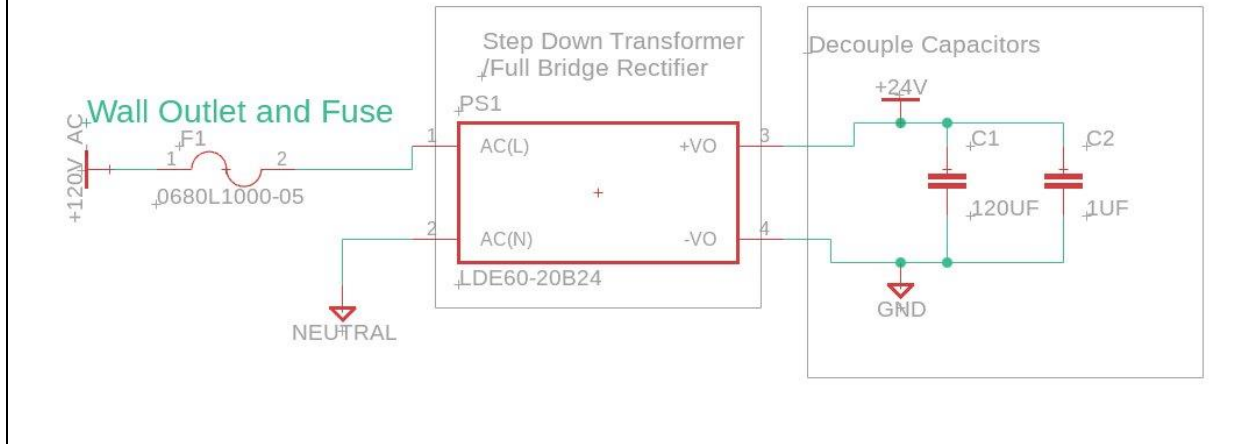 Step Down Transformer
/Full Bridge Rectifier
Decouple Capacitors
+24V
PS1
Wall Outlet and Fuse
+120V AC
F1
1
2
0680L1000-05
1
AC(L)
+VO
3
C1
C2
120UF
1UF
2
AC(N)
-VO
4
LDE60-20B24
GND
NEUTRAL